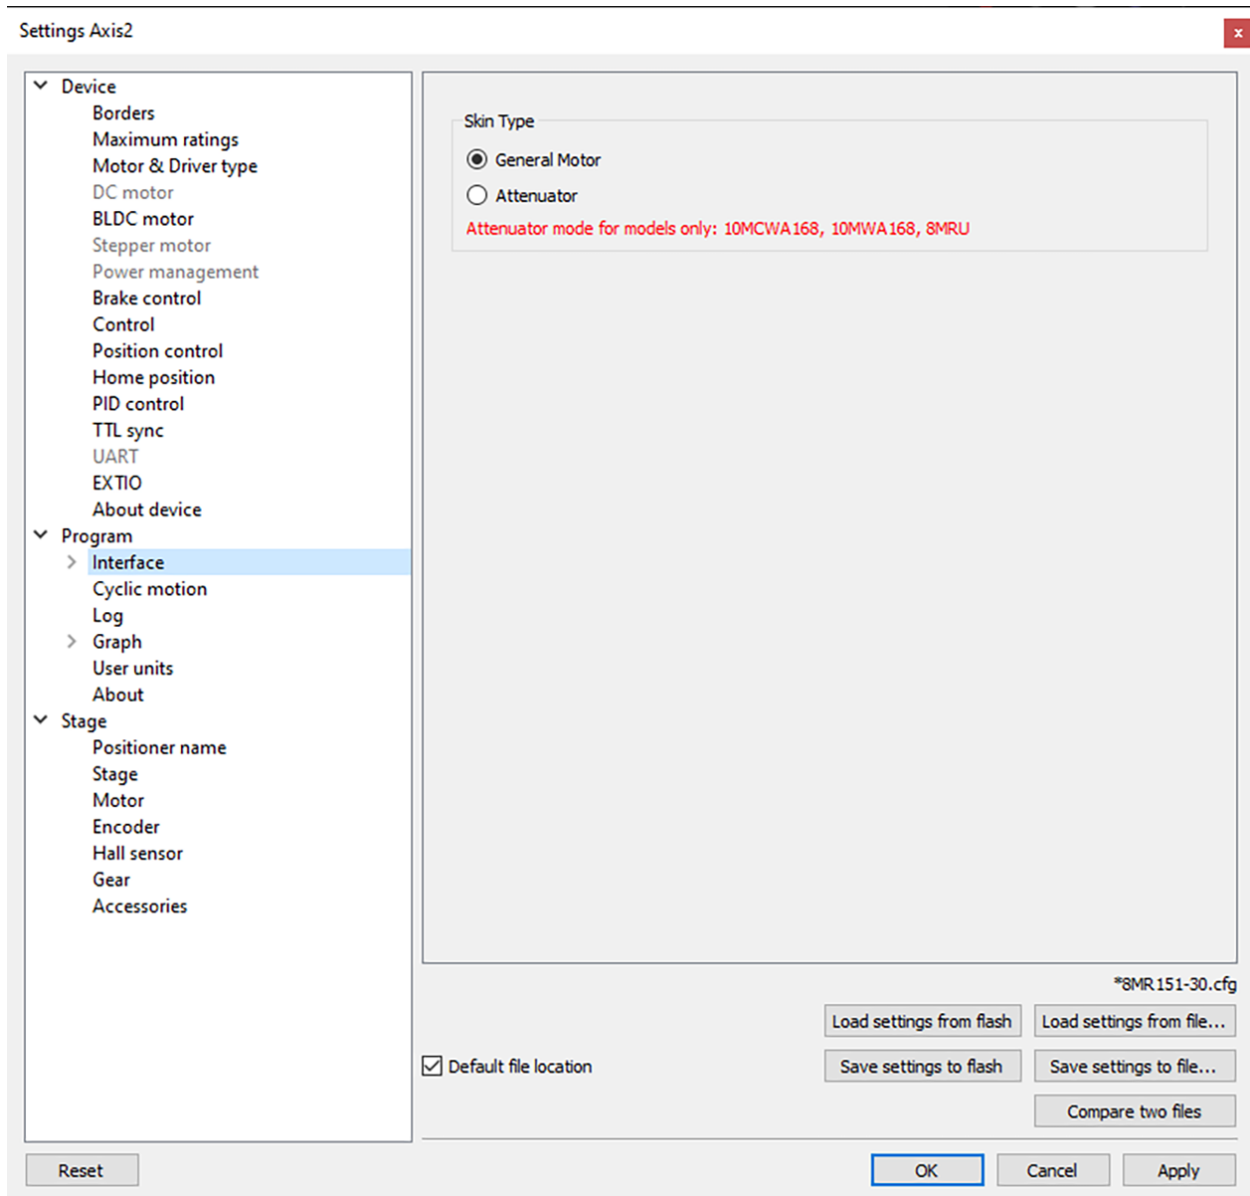 Settings Axis2
x
Device
Borders
Maximum ratings
Motor & Driver type
DC motor
BLDC motor
Stepper motor
Power management
Brake control
Control
Position control
Home position
PID control
TTL sync
UART
EXTIO
About device
Program
Interface
Cyclic motion
Log
Graph
User units
About
Stage
Positioner name
Stage
Motor
Encoder
Hall sensor
Gear
Accessories
Skin Type
General Motor
Attenuator
Attenuator mode for models only: 10MCWA168, 10MWA168, 8MRU
*8MR151-30.cfg
Load settings from flash Load settings from file...
Default file location Save settings to flash Save settings to file...
Compare two files
Reset OK Cancel Apply